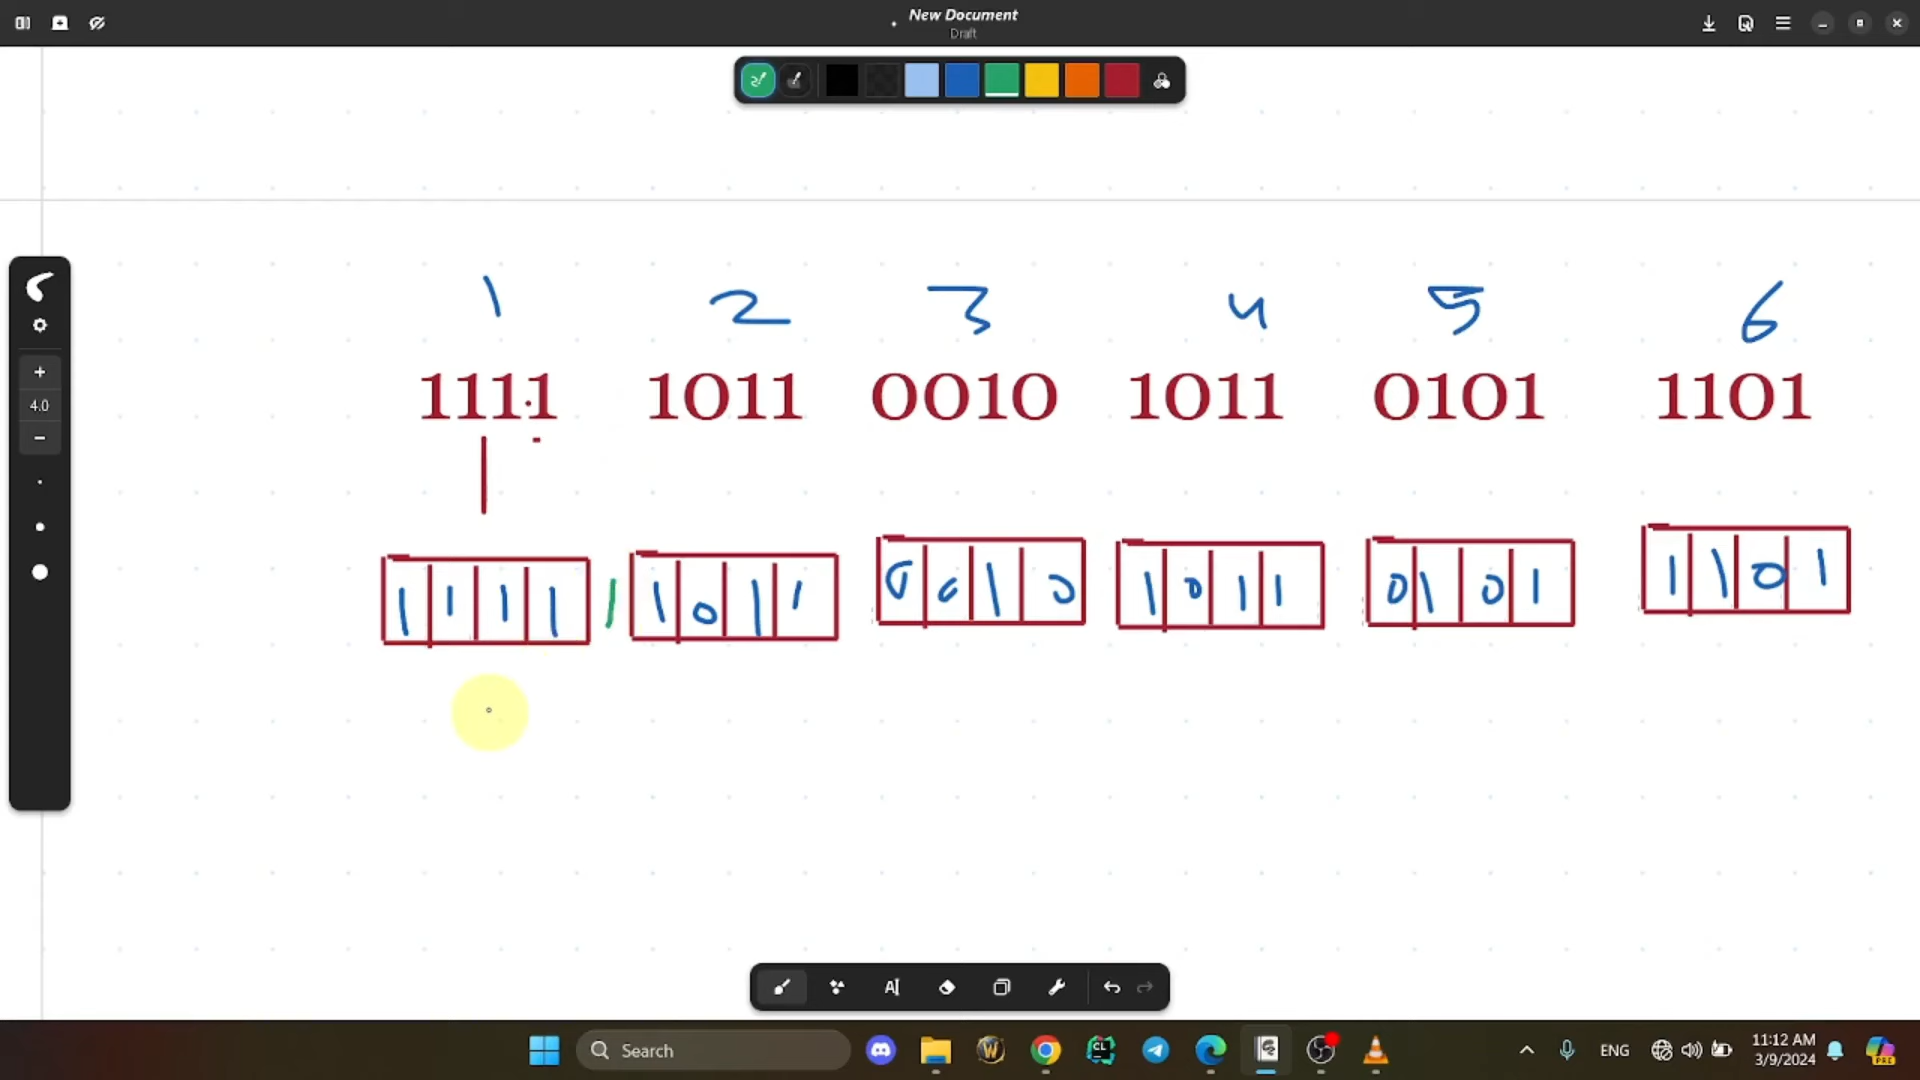 New Document
Draft
4.0
1 2 3 4 5 6
1111 1011 0010 1011 0101 1101
1 1 1 1 1 0 1 1 0 0 1 0 1 0 1 1 0 1 0 1 1 1 0 1
Search
ENG
11:12 AM
3/9/2024